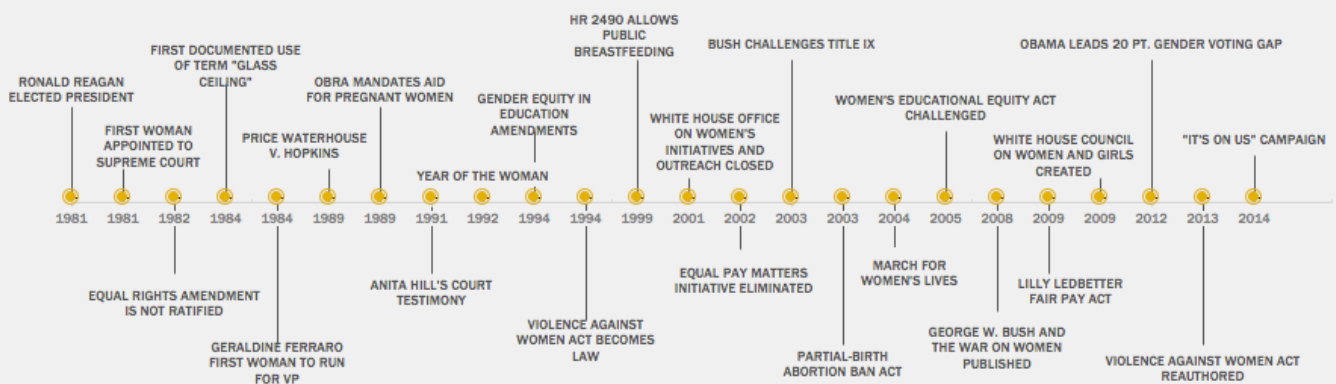 HR 2490 ALLOWS
PUBLIC
BREASTFEEDING
FIRST DOCUMENTED USE
OF TERM "GLASS
CEILING"
BUSH CHALLENGES TITLE IX
OBAMA LEADS 20 PT. GENDER VOTING GAP
RONALD REAGAN
ELECTED PRESIDENT
OBRA MANDATES AID
FOR PREGNANT WOMEN
GENDER EQUITY IN
EDUCATION
AMENDMENTS
WOMEN'S EDUCATIONAL EQUITY ACT
CHALLENGED
FIRST WOMAN
APPOINTED TO
SUPREME COURT
PRICE WATERHOUSE
V. HOPKINS
WHITE HOUSE OFFICE
ON WOMEN'S
INITIATIVES AND
OUTREACH CLOSED
WHITE HOUSE COUNCIL
ON WOMEN AND GIRLS
CREATED
"IT'S ON US" CAMPAIGN
YEAR OF THE WOMAN
1981 1981 1982 1984 1984 1989 1989 1991 1992 1994 1994 1999 2001 2002 2003 2003 2004 2005 2008 2009 2009 2012 2013 2014
EQUAL RIGHTS AMENDMENT
IS NOT RATIFIED
ANITA HILL'S COURT
TESTIMONY
EQUAL PAY MATTERS
INITIATIVE ELIMINATED
MARCH FOR
WOMEN'S LIVES
LILLY LEDBETTER
FAIR PAY ACT
GERALDINE FERRARO
FIRST WOMAN TO RUN
FOR VP
VIOLENCE AGAINST
WOMEN ACT BECOMES
LAW
PARTIAL-BIRTH
ABORTION BAN ACT
GEORGE W. BUSH AND
THE WAR ON WOMEN
PUBLISHED
VIOLENCE AGAINST WOMEN ACT
REAUTHORED